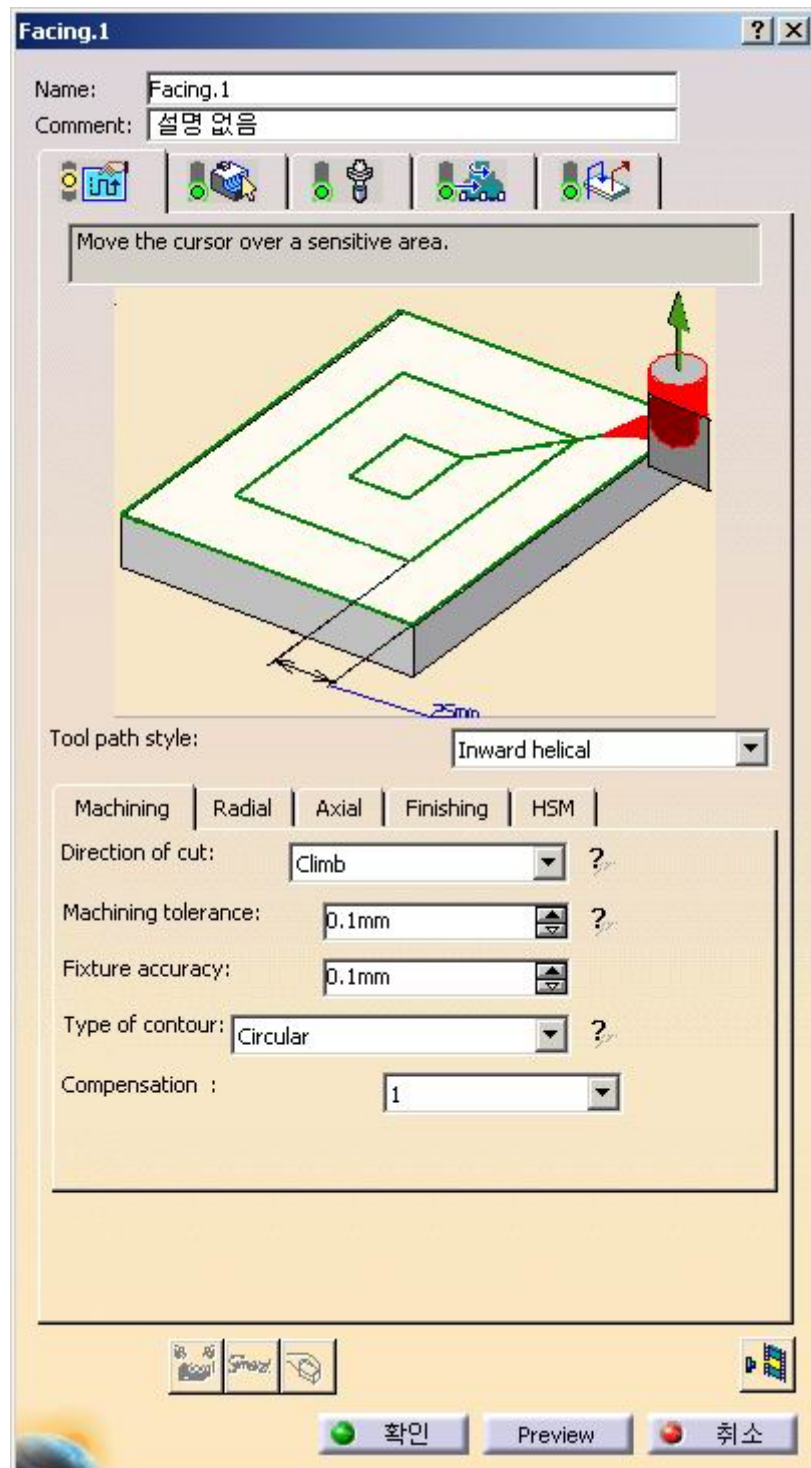 Facing.1
Name: Facing.1
Comment: 설명 없음
Move the cursor over a sensitive area.
25mm
Tool path style: Inward helical
Machining Radial Axial Finishing HSM
Direction of cut: Climb ?
Machining tolerance: 0.1mm ?
Fixture accuracy: 0.1mm
Type of contour: Circular ?
Compensation : 1
확인 Preview 취소